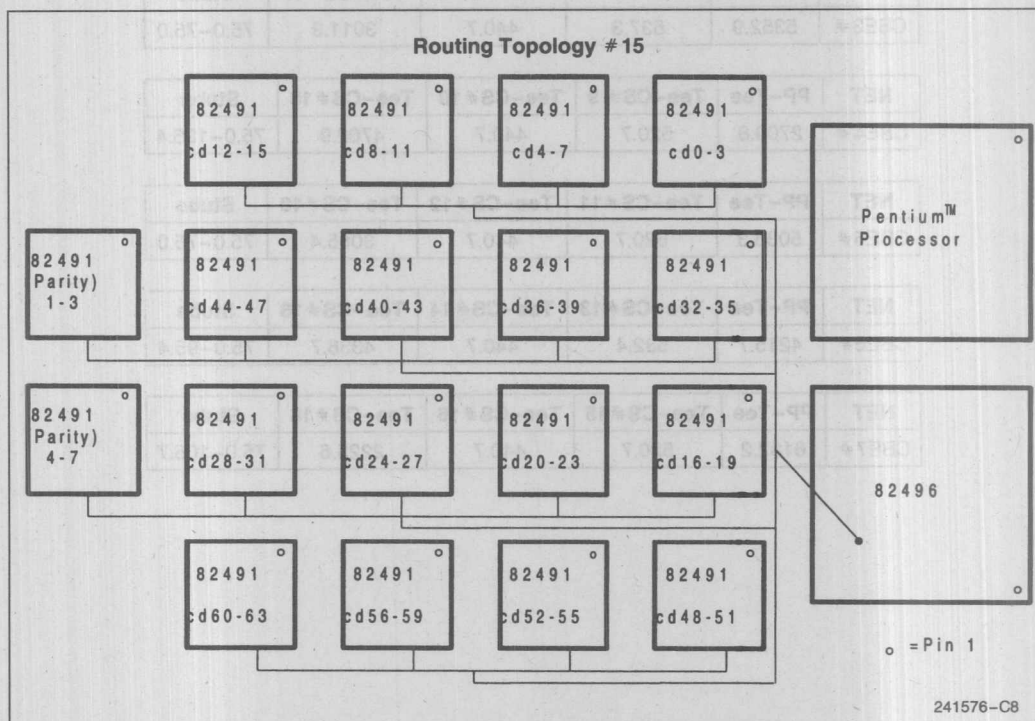 Routing Topology #15
82491
cd12-15
82491
cd8-11
82491
cd4-7
82491
cd0-3
Pentium™
Processor
82491
Parity)
1-3
82491
cd44-47
82491
cd40-43
82491
cd36-39
82491
cd32-35
82491
Parity)
4-7
82491
cd28-31
82491
cd24-27
82491
cd20-23
82491
cd16-19
82496
82491
cd60-63
82491
cd56-59
82491
cd52-55
82491
cd48-51
o =Pin 1
241576-C8